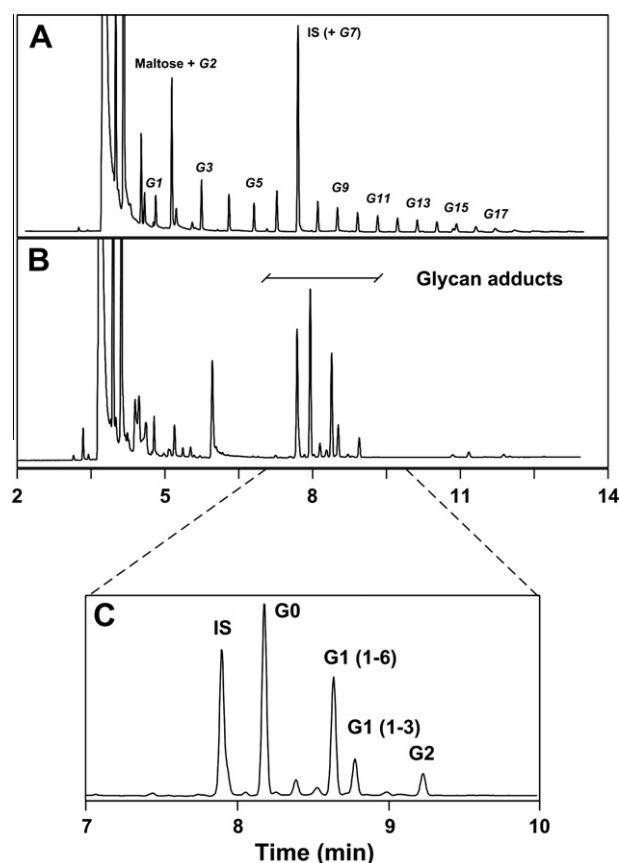 A
Maltose + G2
IS (+ G7)
G1
G3
G5
G9
G11
G13
G15
G17
B
Glycan adducts
2
5
8
11
14
C
IS
G0
G1 (1-6)
G1 (1-3)
G2
7
8
9
10
Time (min)